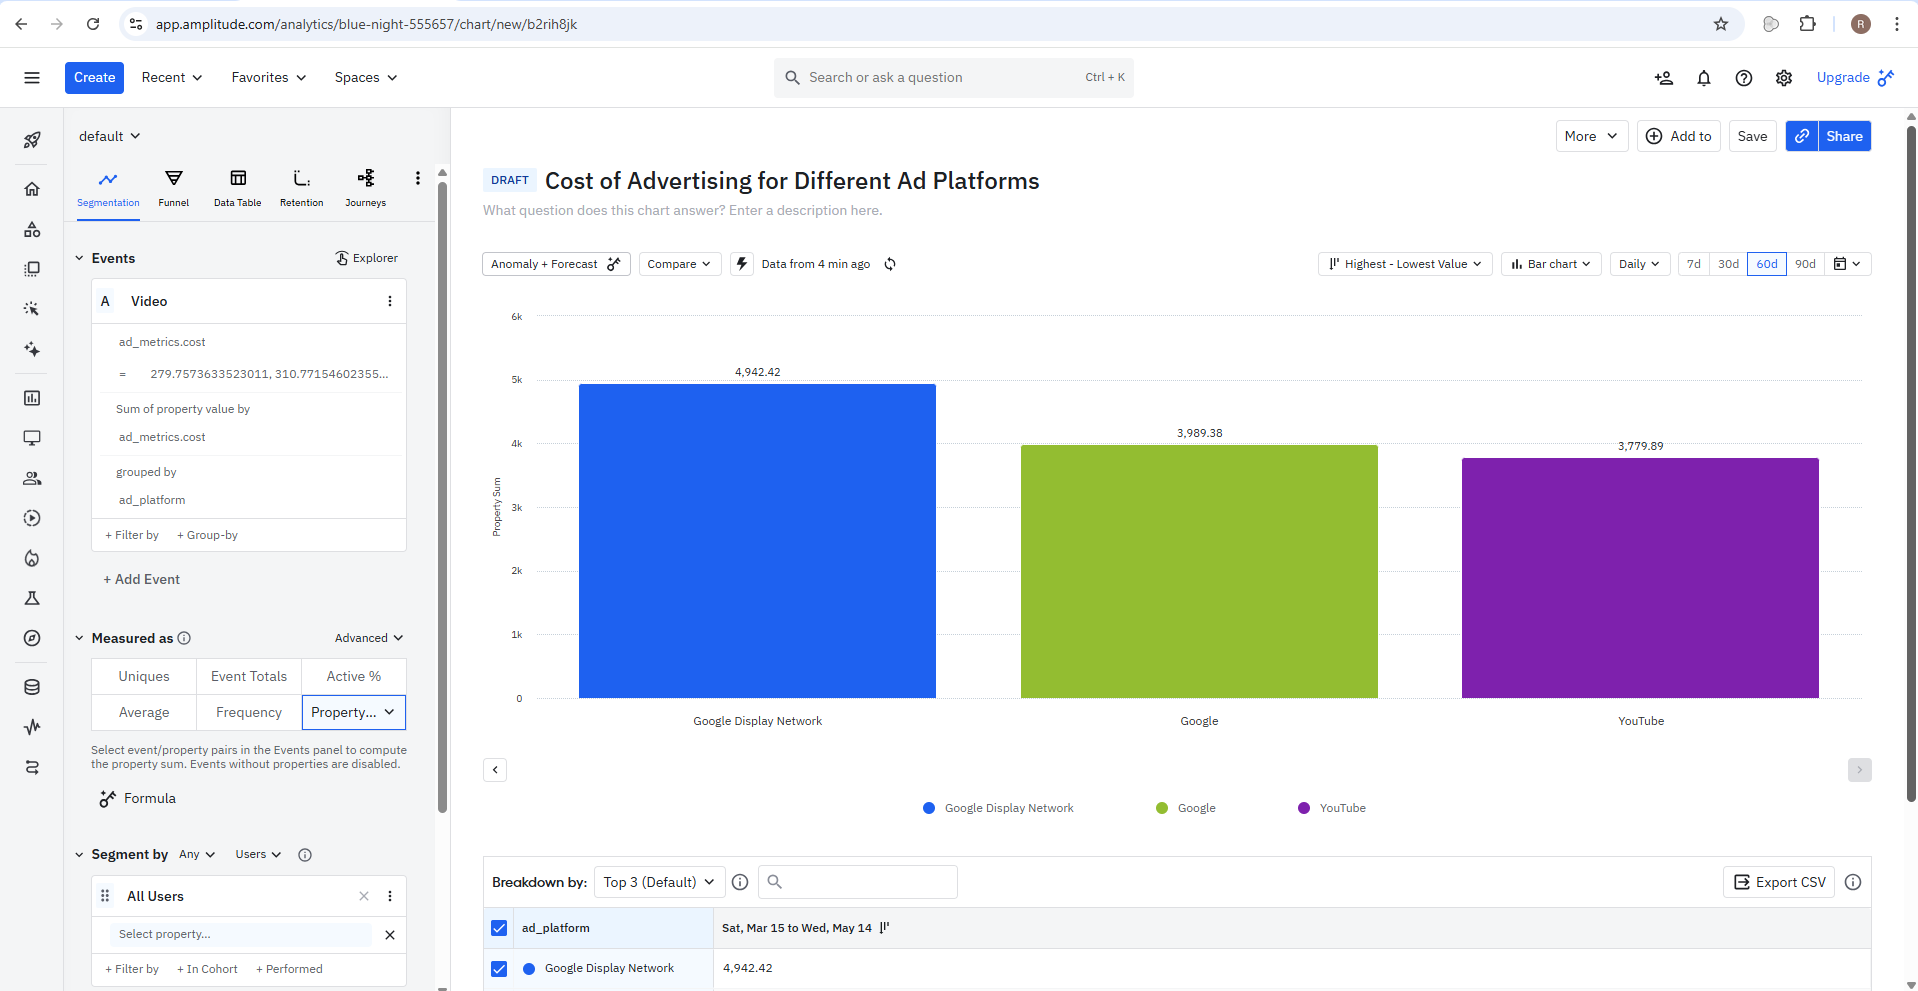 app.amplitude.com/analytics/blue-night-555657/chart/new/b2rih8jk
R
Create
Recent
Favorites
Spaces
Search or ask a question
Ctrl + K
Upgrade
default
Segmentation
Funnel
Data Table
Retention
Journeys
Events
Explorer
A Video
ad_metrics.cost
= 279.7573633523011, 310.77154602355...
Sum of property value by
ad_metrics.cost
grouped by
ad_platform
+ Filter by + Group-by
+ Add Event
Measured as
Advanced
Uniques Event Totals Active %
Average Frequency Property...
Select event/property pairs in the Events panel to compute
the property sum. Events without properties are disabled.
Formula
Segment by Any Users
All Users
Select property...
+ Filter by + In Cohort + Performed
More
Add to
Save
Share
DRAFT Cost of Advertising for Different Ad Platforms
What question does this chart answer? Enter a description here.
Anomaly + Forecast
Compare
Data from 4 min ago
Highest - Lowest Value
Bar chart
Daily
7d 30d 60d 90d
6k
5k
4k
3k
2k
1k
0
Property Sum
4,942.42
3,989.38
3,779.89
Google Display Network
Google
YouTube
Google Display Network
Google
YouTube
Breakdown by: Top 3 (Default)
Export CSV
ad_platform
Sat, Mar 15 to Wed, May 14
Google Display Network
4,942.42